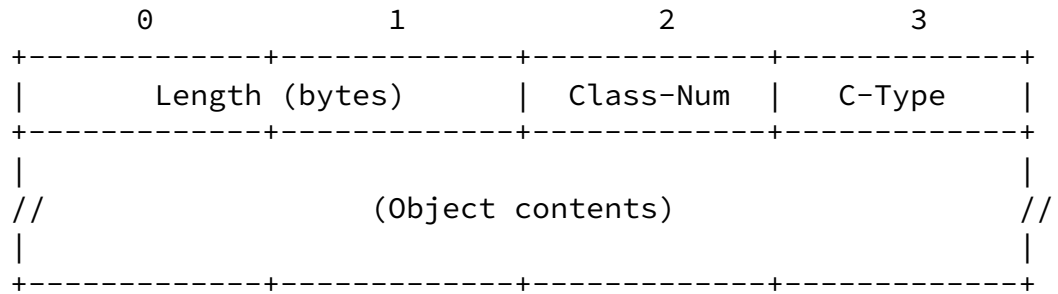 0 1 2 3
Length (bytes) | Class-Num | C-Type
// (Object contents) //